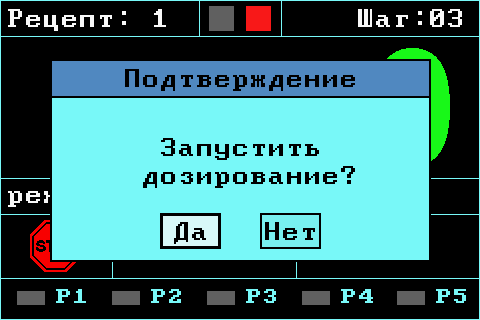 Рецепт: 1 Шаг:03
Подтверждение
Запустить
дозирование?
Да Нет
P1 P2 P3 P4 P5